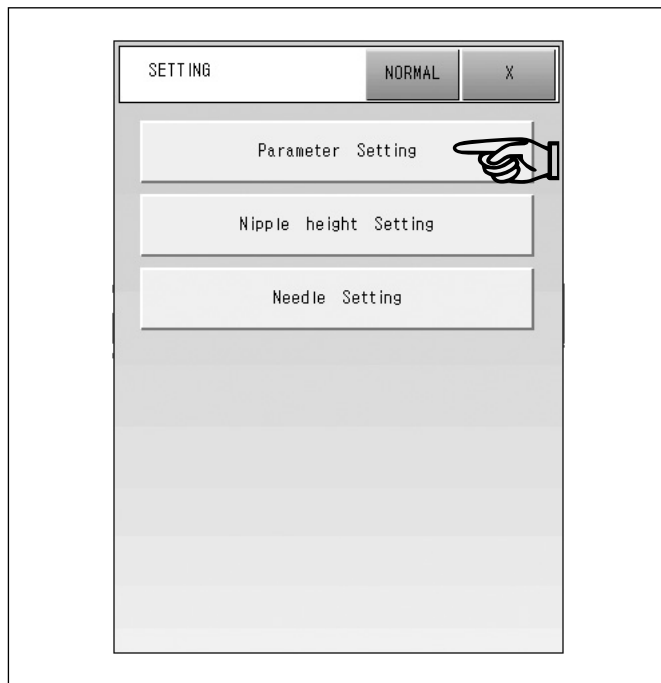 SETTING NORMAL X
Parameter Setting
Nipple height Setting
Needle Setting